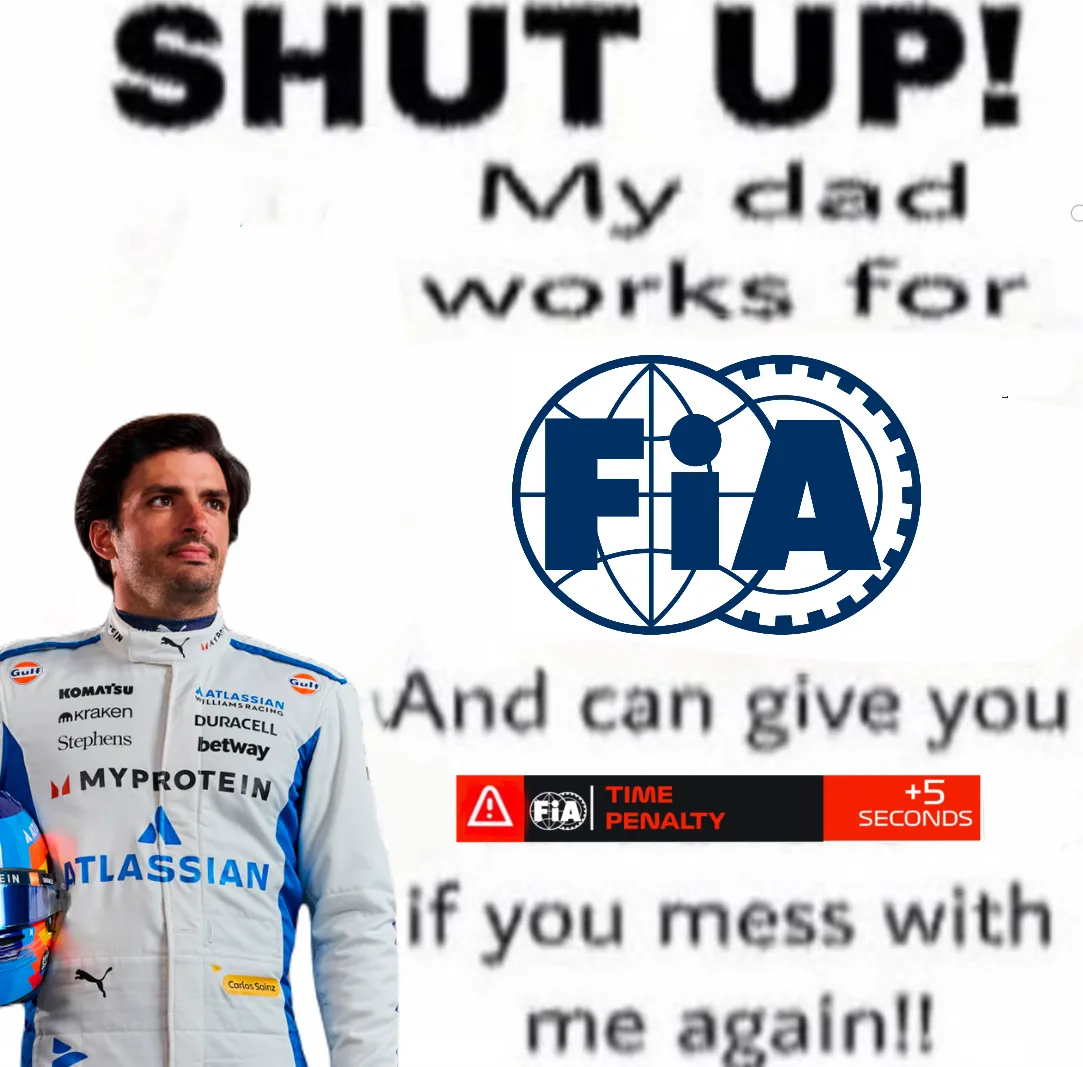 SHUT UP!
My dad
works for
FiA
And can give you
FiA TIME PENALTY +5 SECONDS
if you mess with
me again!!
Gulf
Gulf
KOMATSU
kraken
Stephens
ATLASSIAN
WILLIAMS RACING
DURACELL
betway
MYPROTEIN
ATLASSIAN
Carlos Sainz